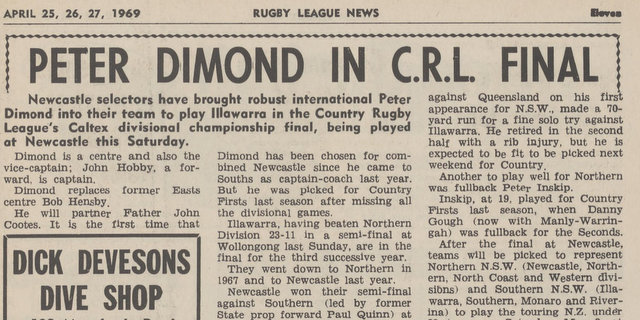 APRIL 25, 26, 27, 1969
RUGBY LEAGUE NEWS
Eleven
PETER DIMOND IN C.R.L. FINAL
Newcastle selectors have brought robust international Peter
Dimond into their team to play Illawarra in the Country Rugby
League's Caltex divisional championship final, being played
at Newcastle this Saturday.
Dimond is a centre and also the
vice-captain; John Hobby, a for-
ward, is captain.
Dimond replaces former Easts
centre Bob Hensby.
He will partner Father John
Cootes. It is the first time that
DICK DEVESONS
DIVE SHOP
Dimond has been chosen for com-
bined Newcastle since he came to
Souths as captain-coach last year.
But he was picked for Country
Firsts last season after missing all
the divisional games.
Illawarra, having beaten Northern
Division 23-11 in a semi-final at
Wollongong last Sunday, are in the
final for the third successive year.
They went down to Northern in
1967 and to Newcastle last year.
Newcastle won their semi-final
against Southern (led by former
State prop forward Paul Quinn) at
against Queensland on his first
appearance for N.S.W., made a 70-
yard run for a fine solo try against
Illawarra. He retired in the second
half with a rib injury, but he is
expected to be fit to be picked next
weekend for Country.
Another to play well for Northern
was fullback Peter Inskip.
Inskip, at 19, played for Country
Firsts last season, when Danny
Gough (now with Manly-Warrin-
gah) was fullback for the Seconds.
After the final at Newcastle,
teams will be picked to represent
Northern N.S.W. (Newcastle, North-
ern, North Coast and Western divi-
sions) and Southern N.S.W. (Illa-
warra, Southern, Monaro and River-
ina) to play the touring N.Z. under